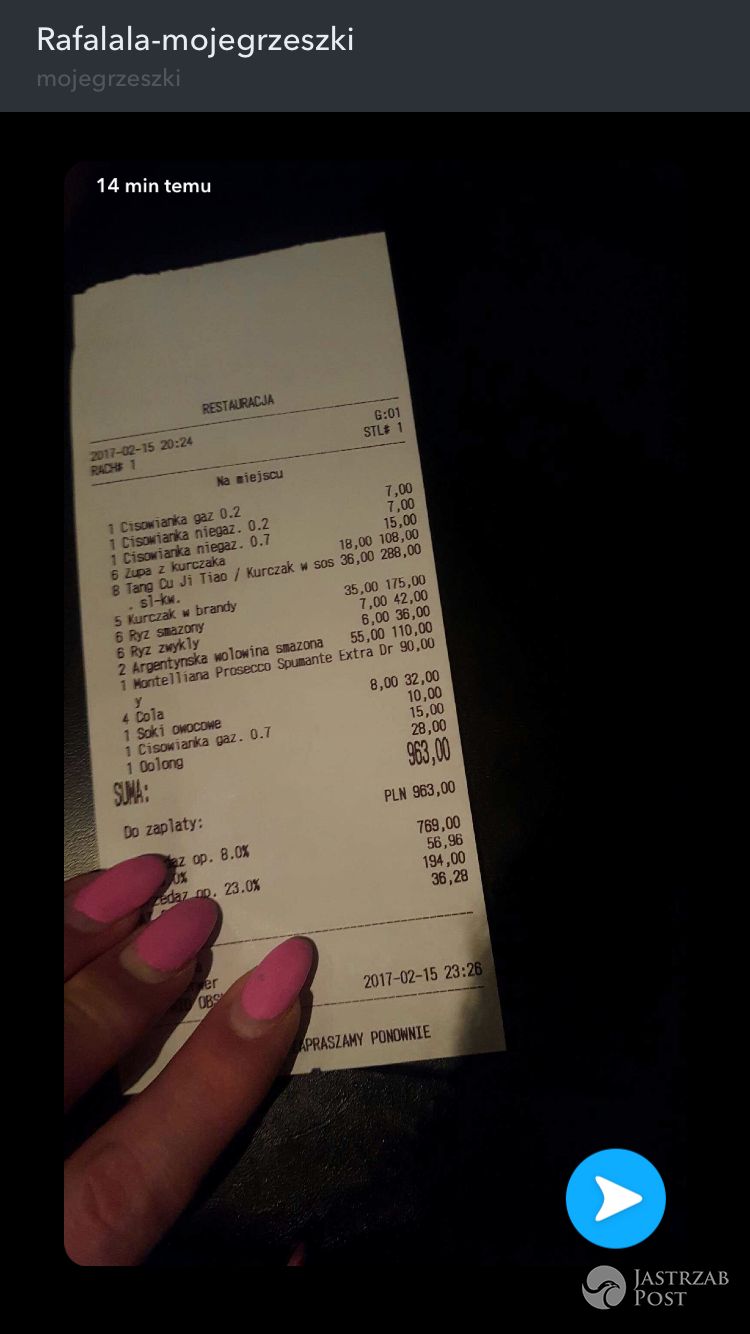 Rafalala-mojegrzeszki
mojegrzeszki
14 min temu
RESTAURACJA
G:01
2017-02-15 20:24
STL# 1
RACH# 1
Na miejscu
1 Cisowianka gaz 0.2 7,00
1 Cisowianka niegaz. 0.2 7,00
1 Cisowianka niegaz. 0.7 15,00
6 Zupa z kurczaka 18,00 108,00
8 Tang Cu Ji Tiao / Kurczak w sos 36,00 288,00
. sl-kw.
5 Kurczak w brandy 35,00 175,00
6 Ryz smazony 7,00 42,00
6 Ryz zwykly 6,00 36,00
2 Argentynska wolowina smazona 55,00 110,00
1 Montelliana Prosecco Spumante Extra Dr 90,00
y
4 Cola 8,00 32,00
1 Soki owocowe 10,00
1 Cisowianka gaz. 0.7 15,00
1 Oolong 28,00
SUMA: 963,00
Do zaplaty: PLN 963,00
az op. 8.0% 769,00
0% 56,96
zedaz op. 23.0% 194,00
36,28
2017-02-15 23:26
APRASZAMY PONOWNIE
JASTRZAB
POST